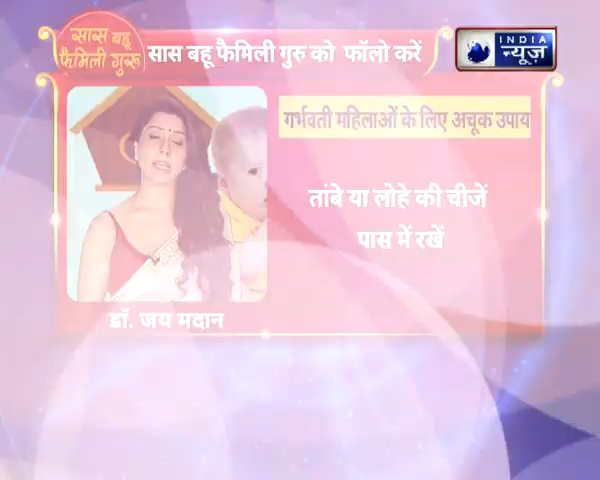 सास बहू
फैमिली गुरू
सास बहू फैमिली गुरु को फॉलो करें
INDIA
न्यूज़
गर्भवती महिलाओं के लिए अचूक उपाय
तांबे या लोहे की चीजें
पास में रखें
डॉ. जय मदान